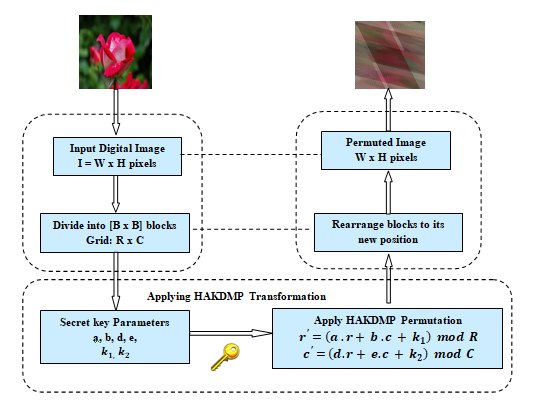 Input Digital Image
I = W x H pixels
Divide into [B x B] blocks
Grid: R x C
Permuted Image
W x H pixels
Rearrange blocks to its
new position
Applying HAKDMP Transformation
Secret key Parameters
a, b, d, e,
k₁, k₂
Apply HAKDMP Permutation
r′ = (a . r + b . c + k₁) mod R
c′ = (d. r + e. c + k₂) mod C